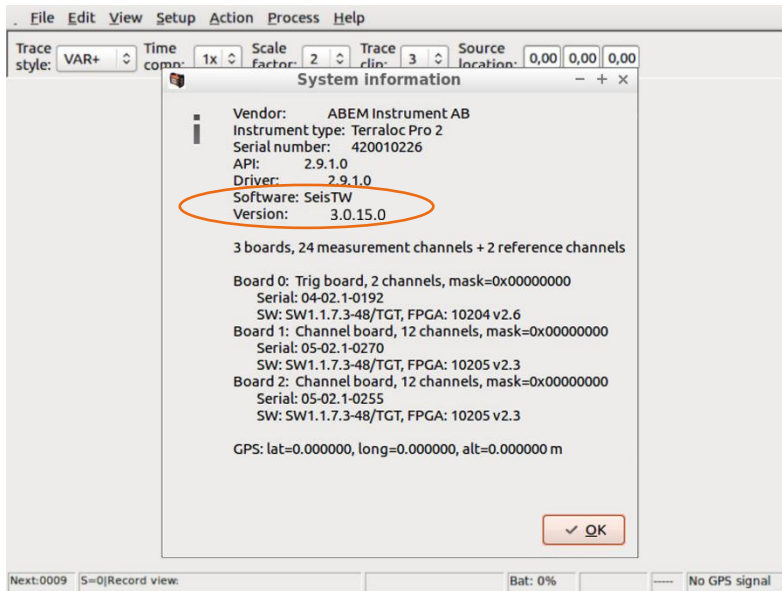 File Edit View Setup Action Process Help
Trace style: VAR+ Time comp: 1x Scale factor: 2 Trace clip: 3 Source location: 0,00 0,00 0,00
System information
Vendor: ABEM Instrument AB
Instrument type: Terraloc Pro 2
Serial number: 420010226
API: 2.9.1.0
Driver: 2.9.1.0
Software: SeisTW
Version: 3.0.15.0
3 boards, 24 measurement channels + 2 reference channels
Board 0: Trig board, 2 channels, mask=0x00000000
Serial: 04-02.1-0192
SW: SW1.1.7.3-48/TGT, FPGA: 10204 v2.6
Board 1: Channel board, 12 channels, mask=0x00000000
Serial: 05-02.1-0270
SW: SW1.1.7.3-48/TGT, FPGA: 10205 v2.3
Board 2: Channel board, 12 channels, mask=0x00000000
Serial: 05-02.1-0255
SW: SW1.1.7.3-48/TGT, FPGA: 10205 v2.3
GPS: lat=0.000000, long=0.000000, alt=0.000000 m
OK
Next:0009 S=0|Record view: Bat: 0% ----- No GPS signal